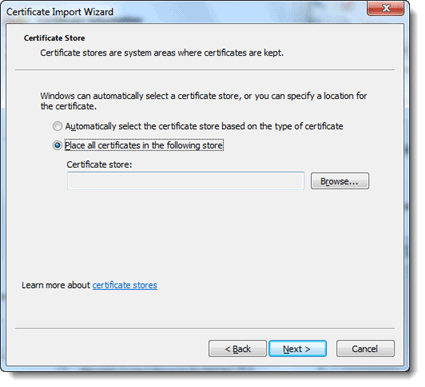 Certificate Import Wizard
Certificate Store
Certificate stores are system areas where certificates are kept.
Windows can automatically select a certificate store, or you can specify a location for
the certificate.
Automatically select the certificate store based on the type of certificate
Place all certificates in the following store
Certificate store:
Browse...
Learn more about certificate stores
< Back
Next >
Cancel